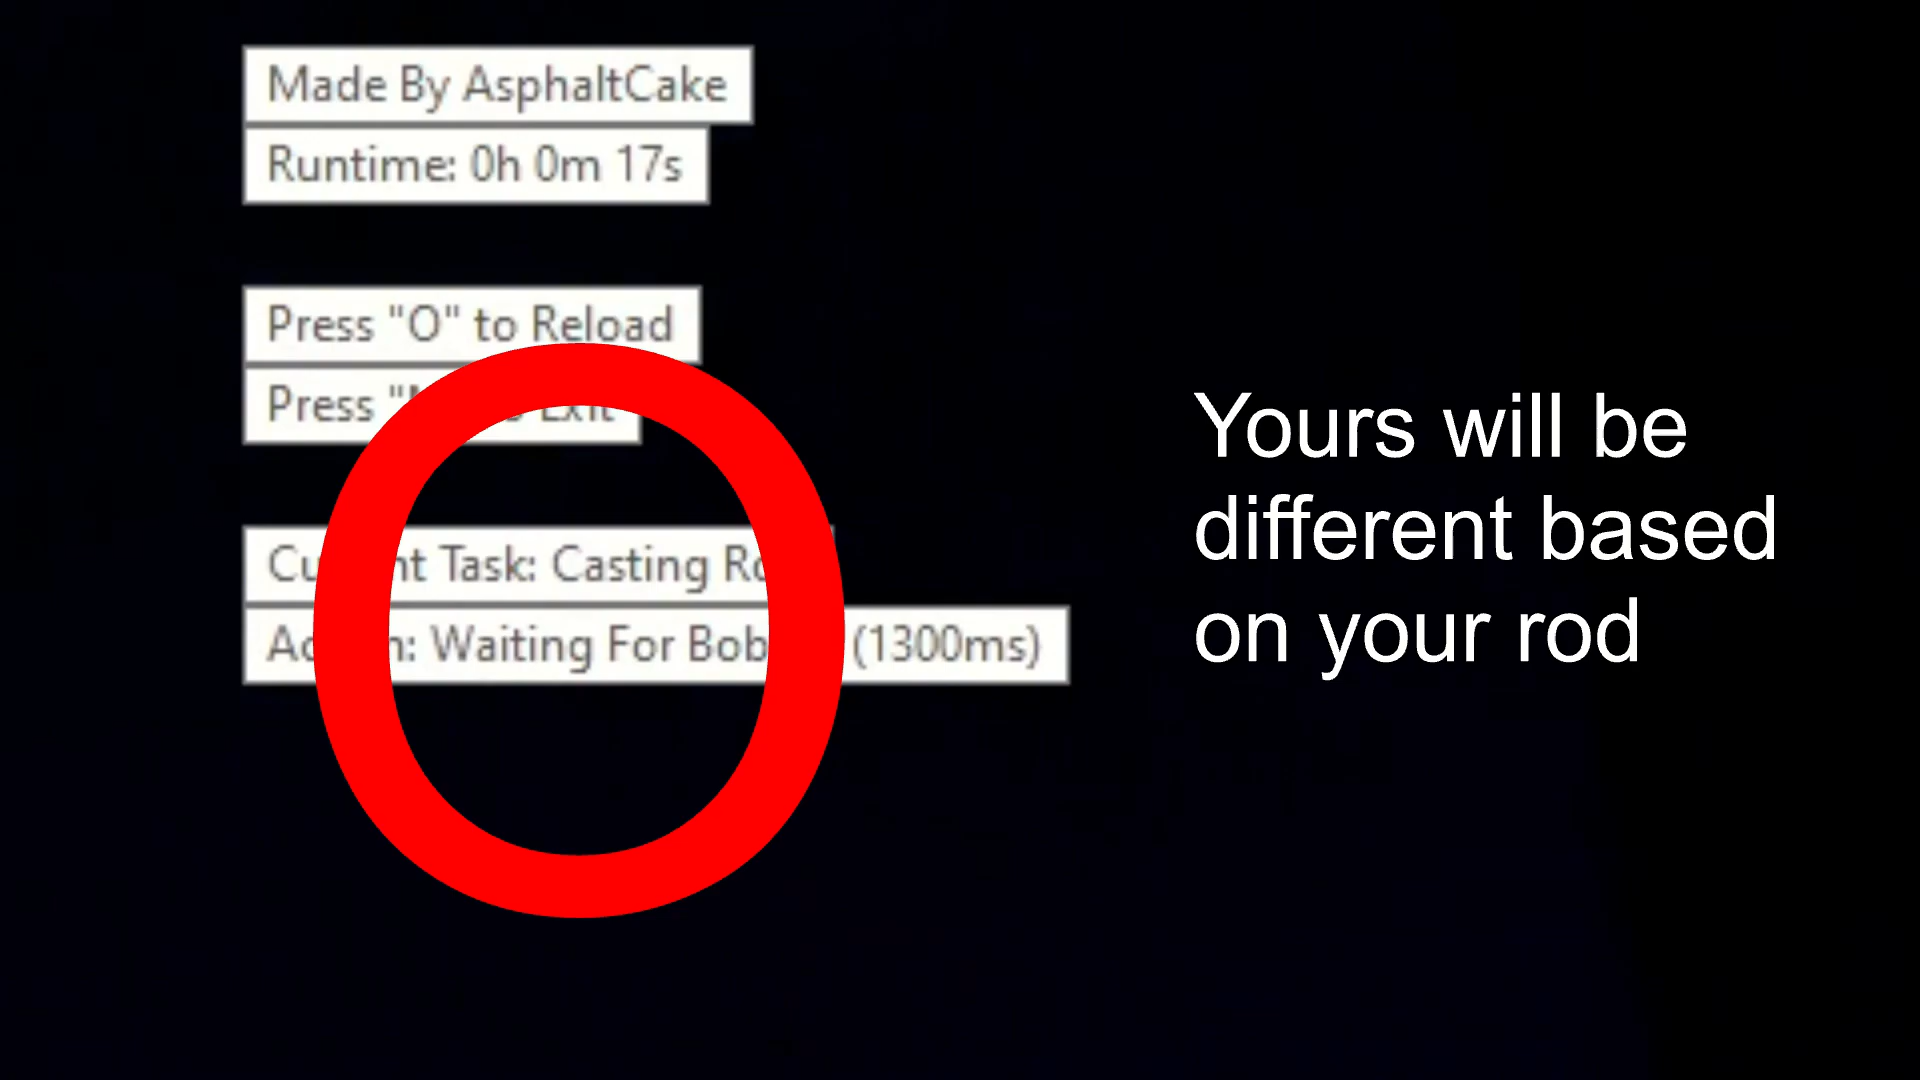 Made By AsphaltCake
Runtime: 0h 0m 17s
Press "O" to Reload
Press Exit
Task: Casting
Waiting For (1300ms)
Yours will be
different based
on your rod